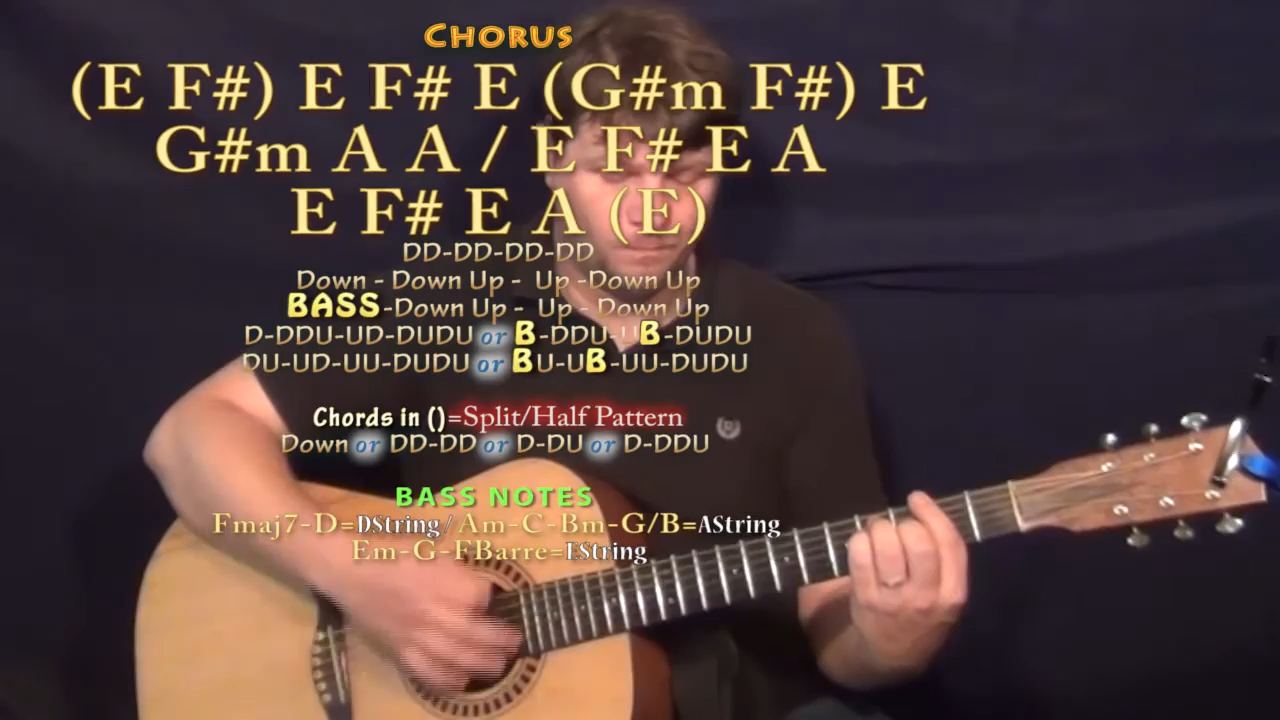 CHORUS
(E F#) E F# E (G#m F#) E
G#m A A / E F# E A
E F# E A (E)
DD-DD-DD-DD
Down - Down Up - Up -Down Up
BASS-Down Up - Up - Down Up
D-DDU-UD-DUDU or B-DDU-UB-DUDU
DU-UD-UU-DUDU or BU-UB-UU-DUDU
Chords in ()=Split/Half Pattern
Down or DD-DD or D-DU or D-DDU
BASS NOTES
Fmaj7-D=DString/Am-C-Bm-G/B=AString
Em-G-FBarre=EString